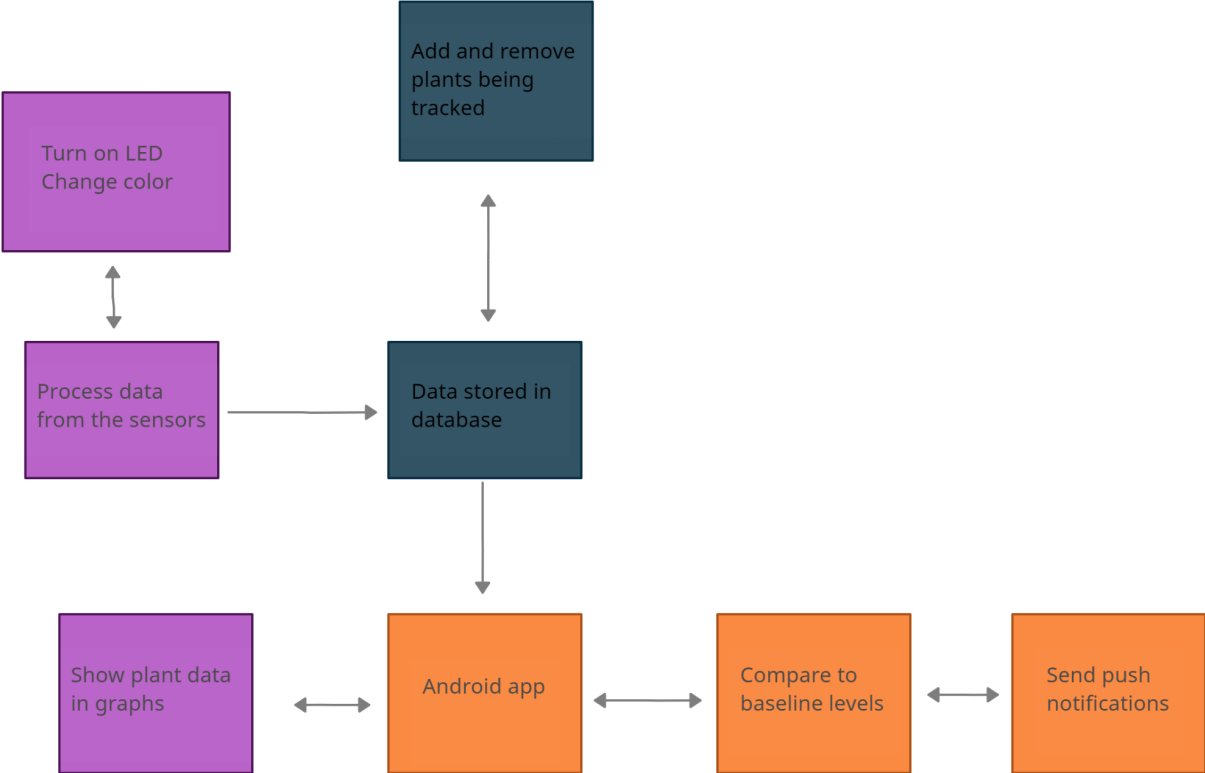 Add and remove
plants being
tracked
Turn on LED
Change color
Process data
from the sensors
Data stored in
database
Show plant data
in graphs
Android app
Compare to
baseline levels
Send push
notifications